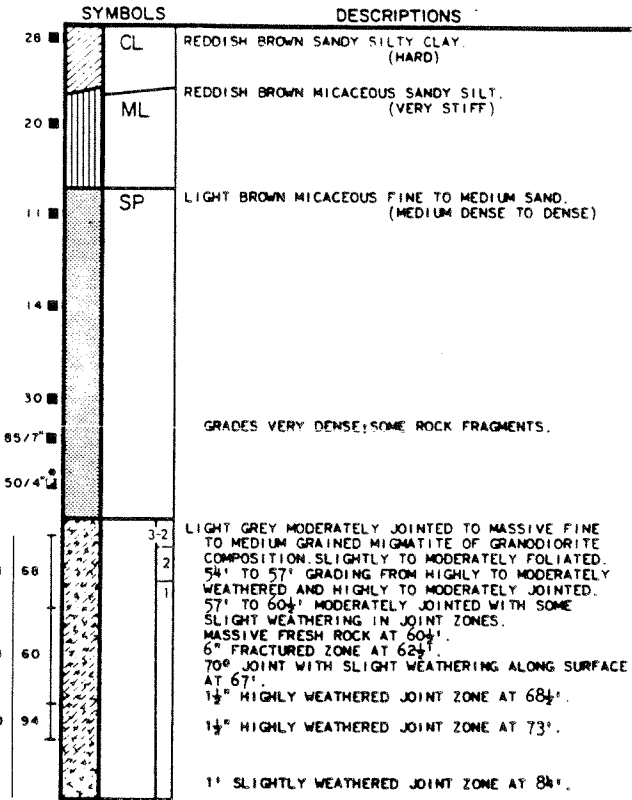 SYMBOLS DESCRIPTIONS
28 CL REDDISH BROWN SANDY SILTY CLAY.
(HARD)
REDDISH BROWN MICACEOUS SANDY SILT.
ML (VERY STIFF)
20
SP LIGHT BROWN MICACEOUS FINE TO MEDIUM SAND.
11 (MEDIUM DENSE TO DENSE)
14
30
GRADES VERY DENSE; SOME ROCK FRAGMENTS.
85/7"
50/4"*
3-2 LIGHT GREY MODERATELY JOINTED TO MASSIVE FINE
TO MEDIUM GRAINED MIGMATITE OF GRANODIORITE
2 COMPOSITION. SLIGHTLY TO MODERATELY FOLIATED.
68 54' TO 57' GRADING FROM HIGHLY TO MODERATELY
1 WEATHERED AND HIGHLY TO MODERATELY JOINTED.
57' TO 60½' MODERATELY JOINTED WITH SOME
SLIGHT WEATHERING IN JOINT ZONES.
MASSIVE FRESH ROCK AT 60½'.
60 6" FRACTURED ZONE AT 62½'.
70° JOINT WITH SLIGHT WEATHERING ALONG SURFACE
AT 67'.
1½" HIGHLY WEATHERED JOINT ZONE AT 68½'.
94 1½" HIGHLY WEATHERED JOINT ZONE AT 73'.
1' SLIGHTLY WEATHERED JOINT ZONE AT 84'.